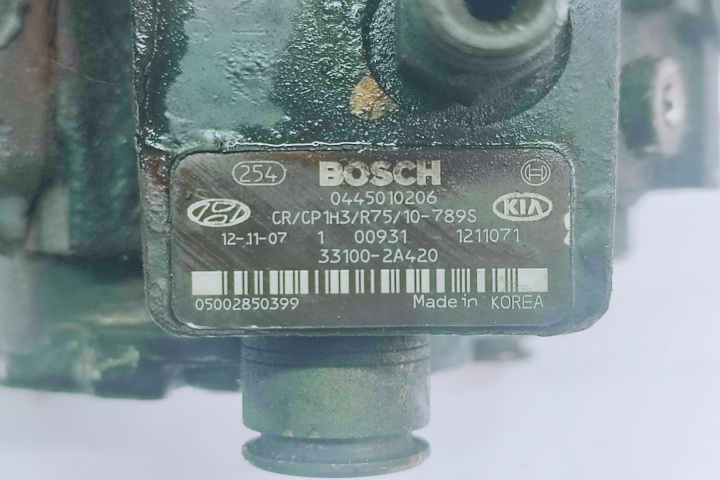 254 BOSCH
0445010206
CR/CP1H3/R75/10-789S KIA
12-11-07 1 00931 1211071
33100-2A420
05002850399 Made in KOREA